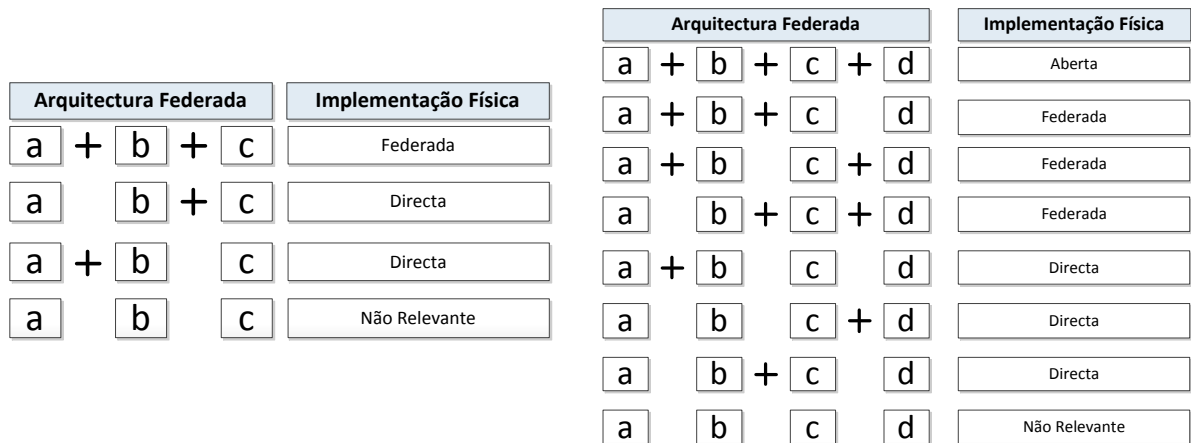 Arquitectura Federada Implementação Física
a + b + c Federada
a b + c Directa
a + b c Directa
a b c Não Relevante
Arquitectura Federada Implementação Física
a + b + c + d Aberta
a + b + c d Federada
a + b c + d Federada
a b + c + d Federada
a + b c d Directa
a b c + d Directa
a b + c d Directa
a b c d Não Relevante